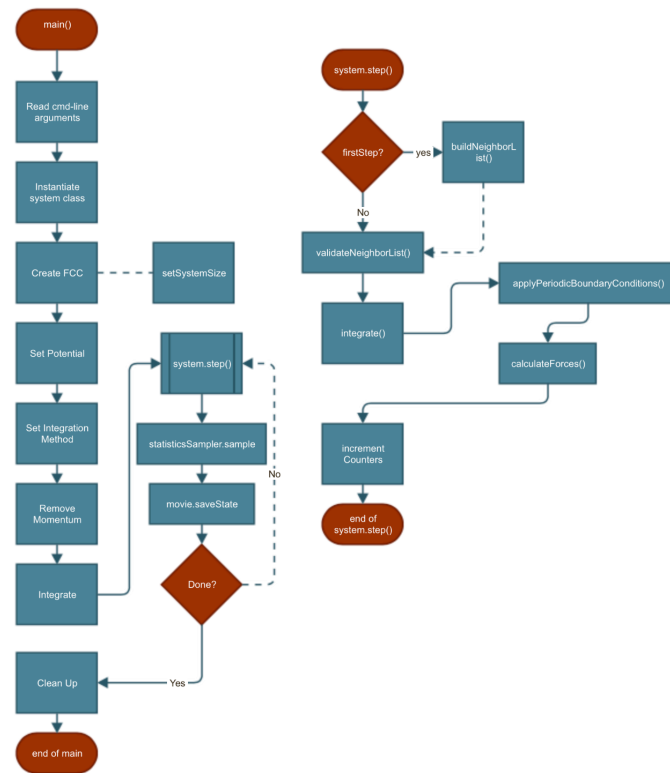 main()
Read cmd-line
arguments
Instantiate
system class
Create FCC
setSystemSize
Set Potential
Set Integration
Method
Remove
Momentum
Integrate
system.step()
statisticsSampler.sample
movie.saveState
No
Done?
Yes
Clean Up
end of main
system.step()
firstStep?
yes
buildNeighborL
ist()
No
validateNeighborList()
integrate()
applyPeriodicBoundaryConditions()
calculateForces()
increment
Counters
end of
system.step()